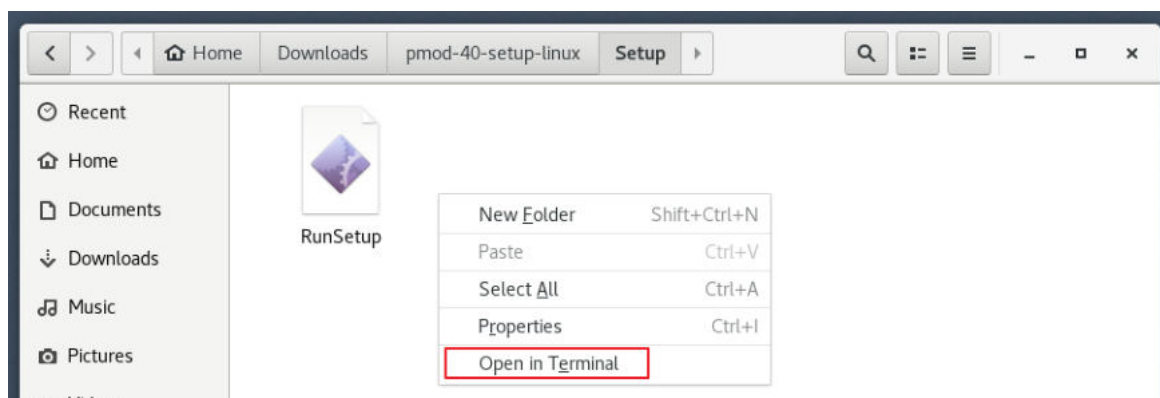 Home Downloads pmod-40-setup-linux Setup
Recent
Home
Documents
Downloads
Music
Pictures
RunSetup
New Folder Shift+Ctrl+N
Paste Ctrl+V
Select All Ctrl+A
Properties Ctrl+I
Open in Terminal